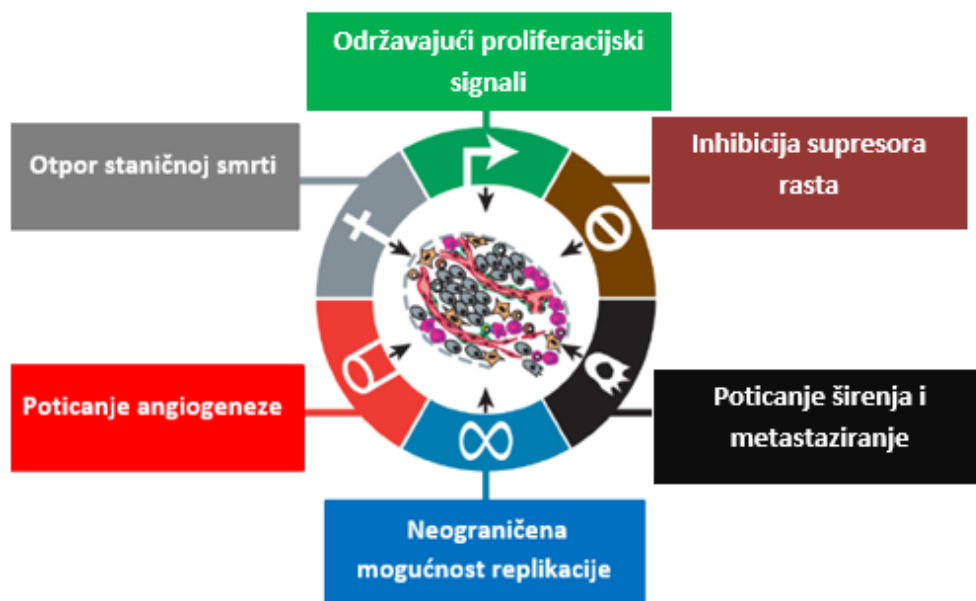 Održavajući proliferacijski
signali
Otpor staničnoj smrti
Inhibicija supresora
rasta
Poticanje angiogeneze
Poticanje širenja i
metastaziranje
Neograničena
mogućnost replikacije